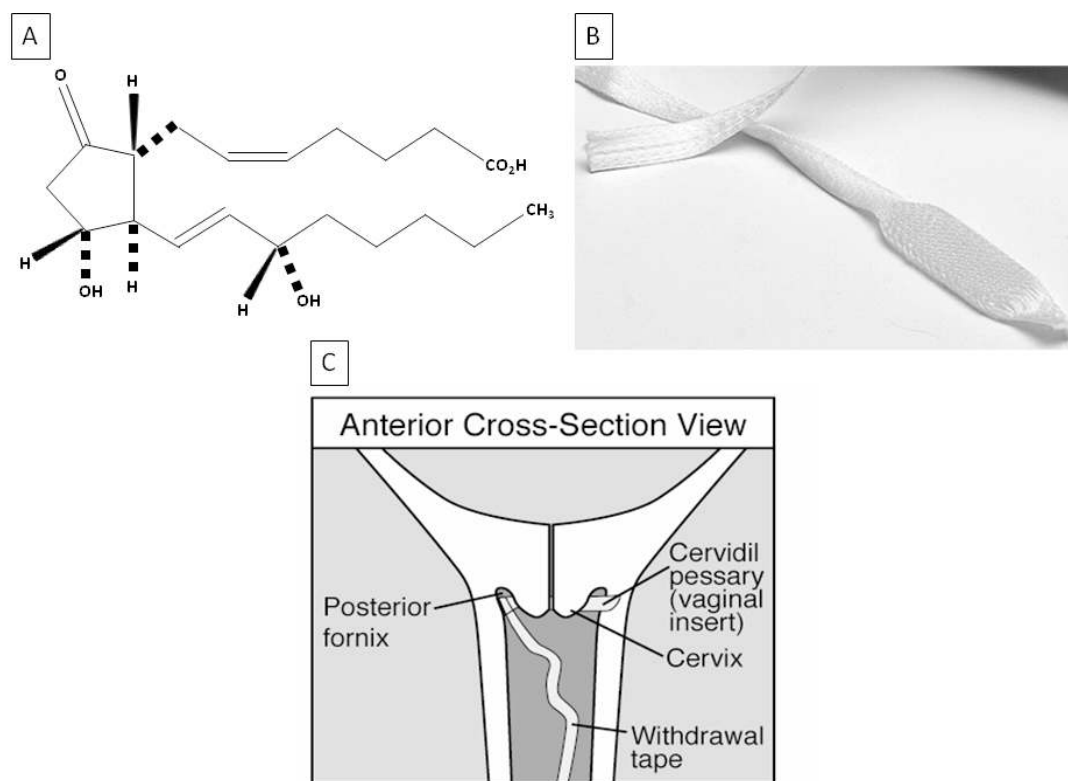 A
O
H
CO₂H
CH₃
H
OH
H
H
OH
B
C
Anterior Cross-Section View
Posterior
fornix
Cervidil
pessary
(vaginal
insert)
Cervix
Withdrawal
tape